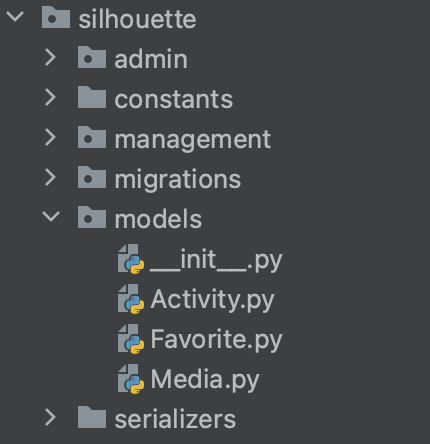 silhouette
admin
constants
management
migrations
models
__init__.py
Activity.py
Favorite.py
Media.py
serializers